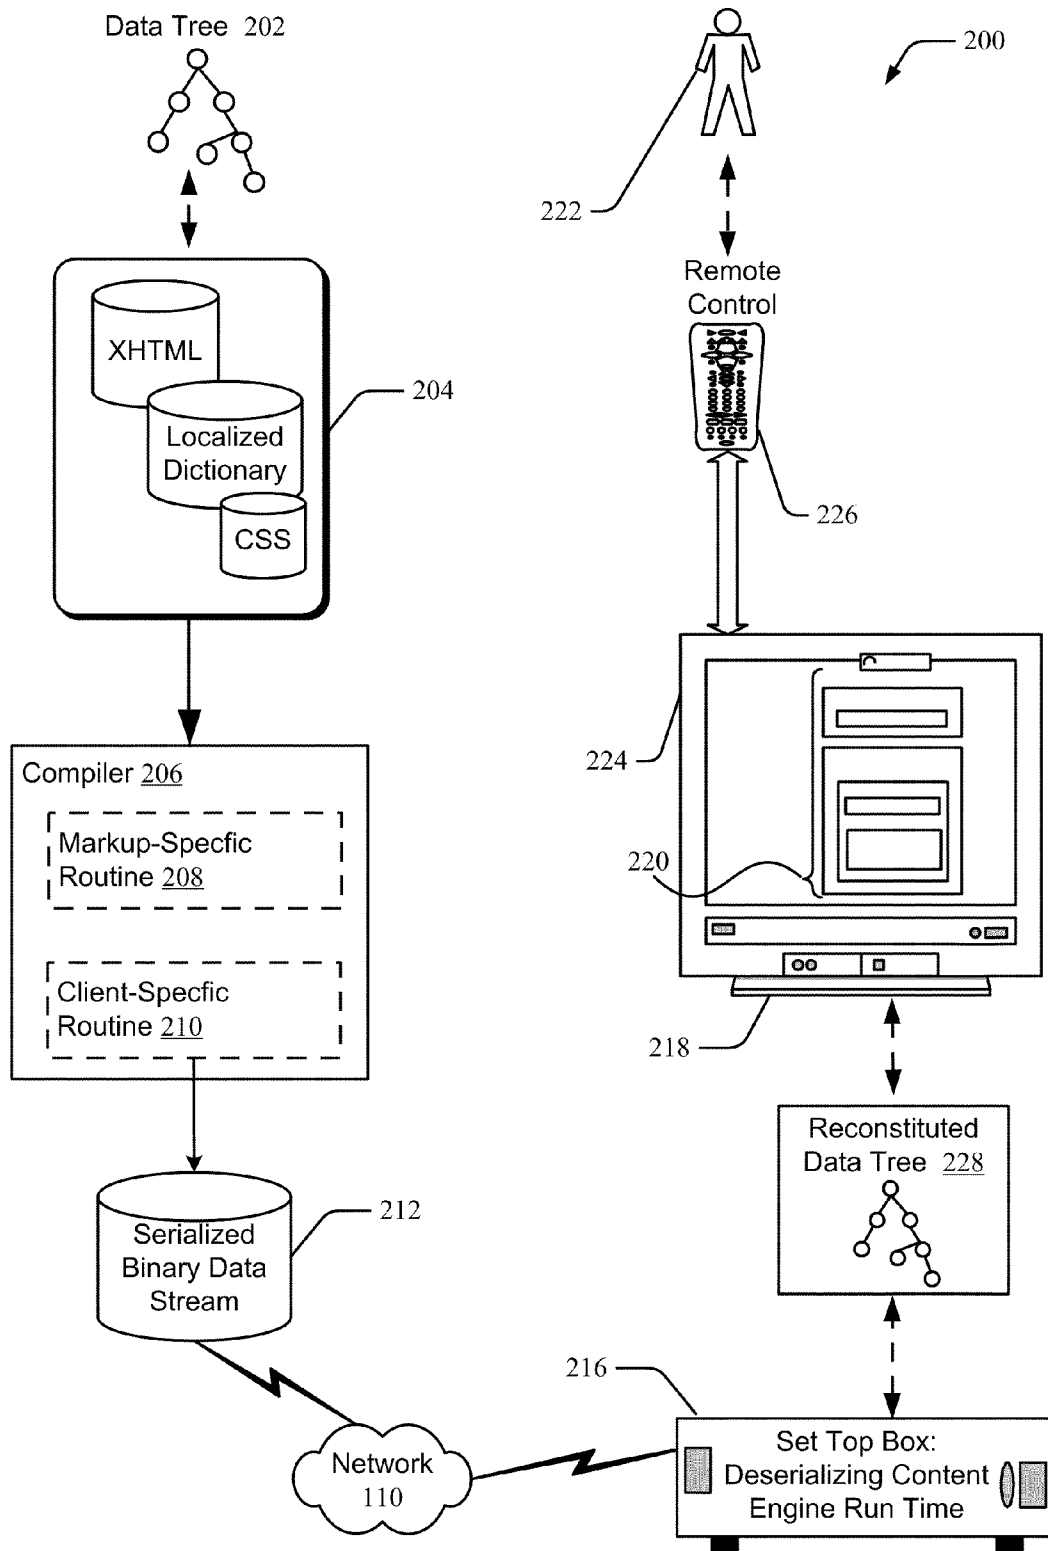 Data Tree 202
200
222
Remote
Control
XHTML
Localized
Dictionary
CSS
204
226
Compiler 206
Markup-Specfic
Routine 208
Client-Specfic
Routine 210
224
220
218
Reconstituted
Data Tree 228
Serialized
Binary Data
Stream
212
216
Network
110
Set Top Box:
Deserializing Content
Engine Run Time